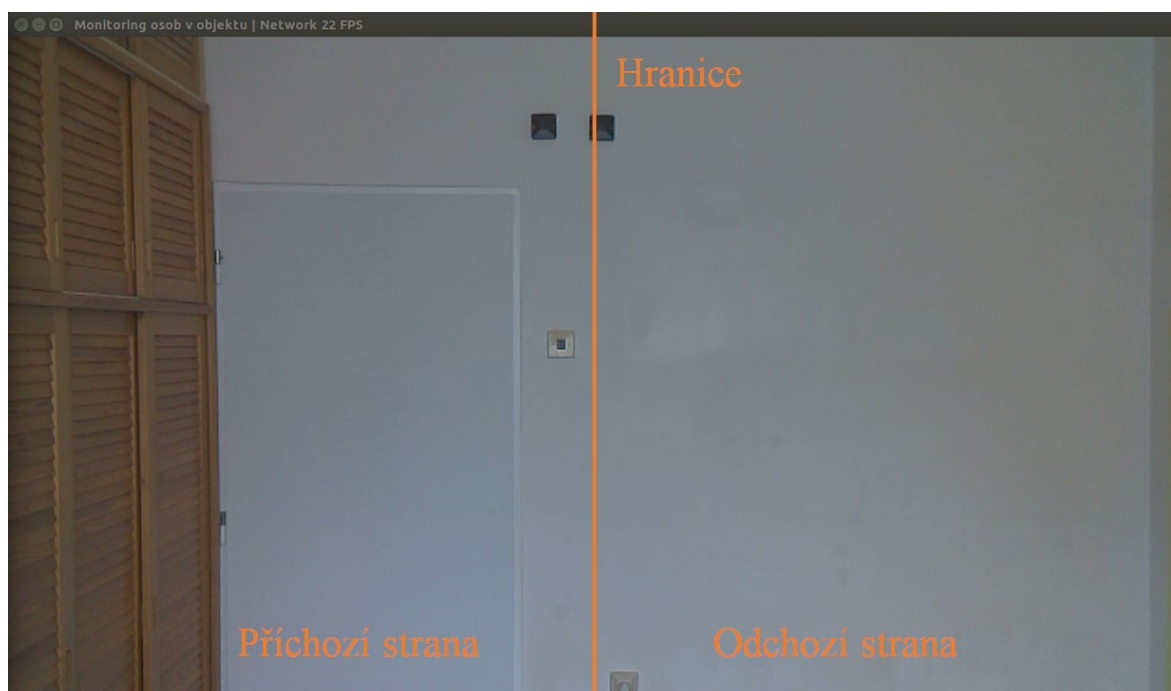 Monitoring osob v objektu | Network 22 FPS
Hranice
Příchozí strana
Odchozí strana